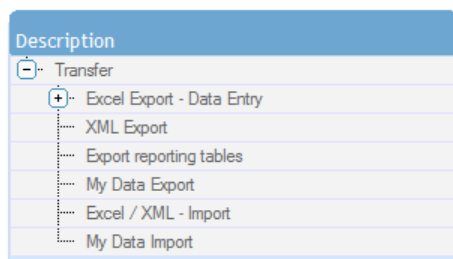 Description
Transfer
Excel Export - Data Entry
XML Export
Export reporting tables
My Data Export
Excel / XML - Import
My Data Import